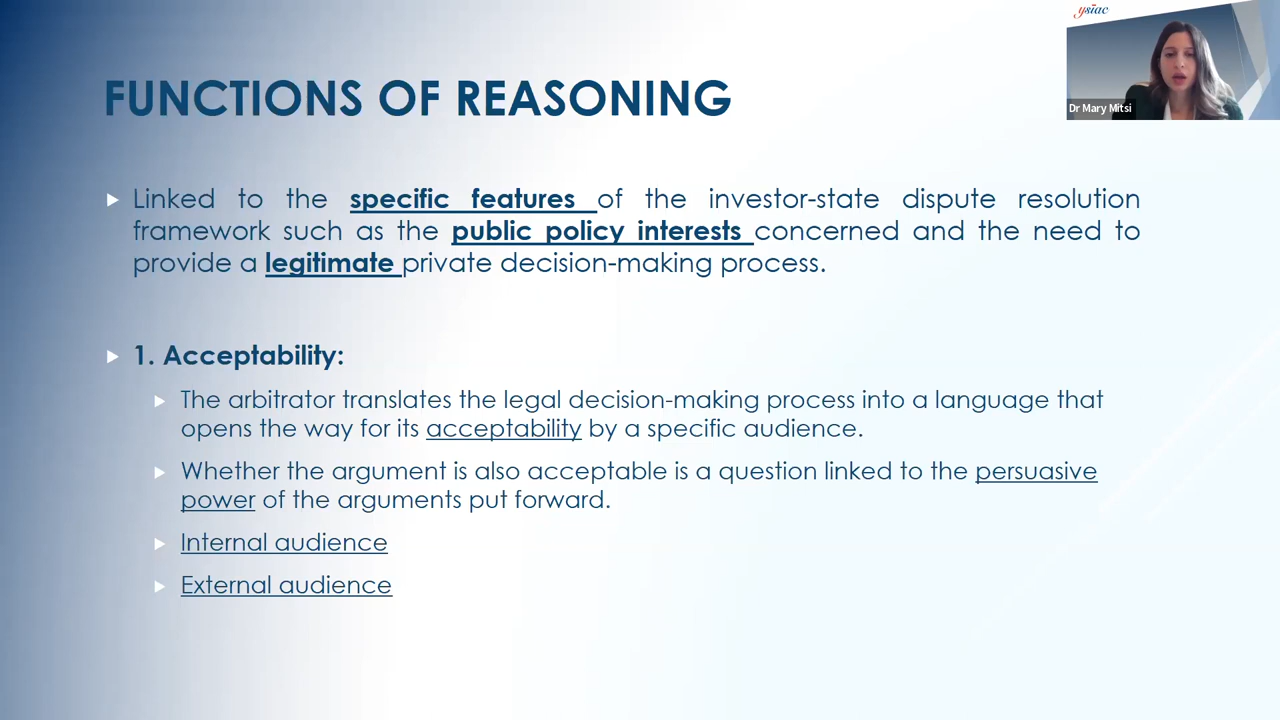 ysiac
Dr Mary Mitsi
FUNCTIONS OF REASONING
Linked to the specific features of the investor-state dispute resolution
framework such as the public policy interests concerned and the need to
provide a legitimate private decision-making process.
1. Acceptability:
The arbitrator translates the legal decision-making process into a language that
opens the way for its acceptability by a specific audience.
Whether the argument is also acceptable is a question linked to the persuasive
power of the arguments put forward.
Internal audience
External audience